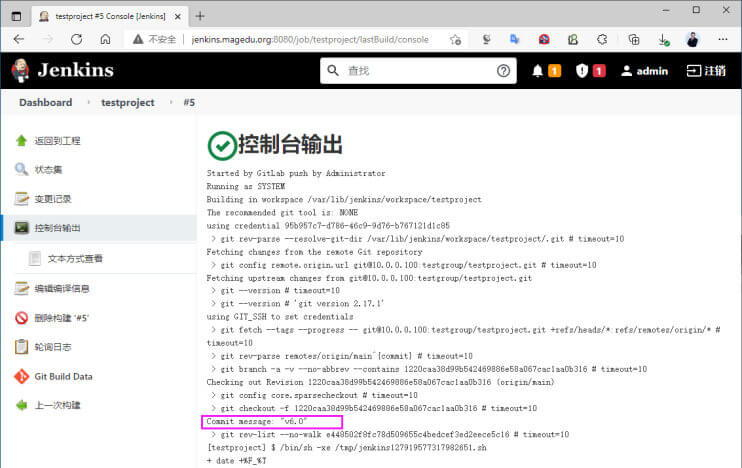 testproject #5 Console [Jenkins]
不安全
jenkins.magedu.org:8080/job/testproject/lastBuild/console
Jenkins
查找
1
1
admin
注销
Dashboard
testproject
#5
返回到工程
状态集
变更记录
控制台输出
文本方式查看
编辑编译信息
删除构建 '#5'
轮询日志
Git Build Data
上一次构建
控制台输出
Started by GitLab push by Administrator
Running as SYSTEM
Building in workspace /var/lib/jenkins/workspace/testproject
The recommended git tool is: NONE
using credential 95b957c7-d786-46c9-9d76-b767121d1c85
> git rev-parse --resolve-git-dir /var/lib/jenkins/workspace/testproject/.git # timeout=10
Fetching changes from the remote Git repository
> git config remote.origin.url git@10.0.0.100:testgroup/testproject.git # timeout=10
Fetching upstream changes from git@10.0.0.100:testgroup/testproject.git
> git --version # timeout=10
> git --version # 'git version 2.17.1'
using GIT_SSH to set credentials
> git fetch --tags --progress -- git@10.0.0.100:testgroup/testproject.git +refs/heads/*:refs/remotes/origin/* #
timeout=10
> git rev-parse remotes/origin/main^{commit} # timeout=10
> git branch -a -v --no-abbrev --contains 1220caa38d99b542469886e58a067cac1aa0b316 # timeout=10
Checking out Revision 1220caa38d99b542469886e58a067cac1aa0b316 (origin/main)
> git config core.sparsecheckout # timeout=10
> git checkout -f 1220caa38d99b542469886e58a067cac1aa0b316 # timeout=10
Commit message: "v6.0"
> git rev-list --no-walk e448502f8fc78d509655c4bedcef3ed2eece5c16 # timeout=10
[testproject] $ /bin/sh -xe /tmp/jenkins127919577317982651.sh
+ date +%F_%T